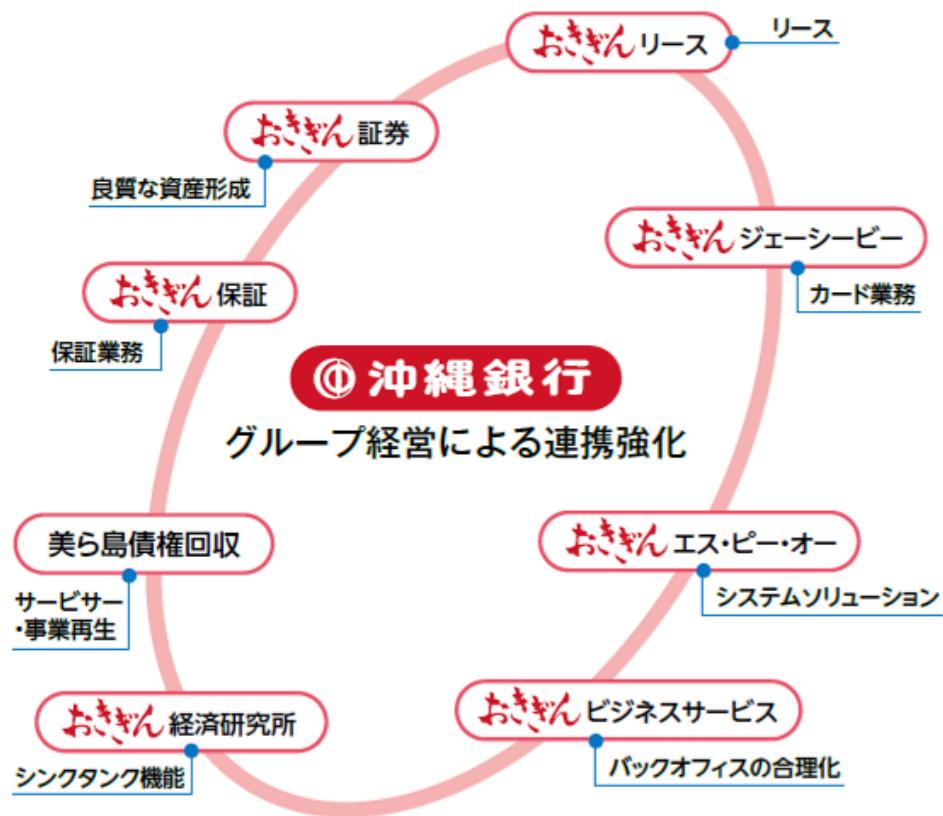 おきぎん リース
リース
おきぎん 証券
良質な資産形成
おきぎん ジェーシービー
カード業務
おきぎん 保証
保証業務
沖縄銀行
グループ経営による連携強化
美ら島債権回収
サービサー
・事業再生
おきぎん エス・ピー・オー
システムソリューション
おきぎん 経済研究所
シンクタンク機能
おきぎん ビジネスサービス
バックオフィスの合理化